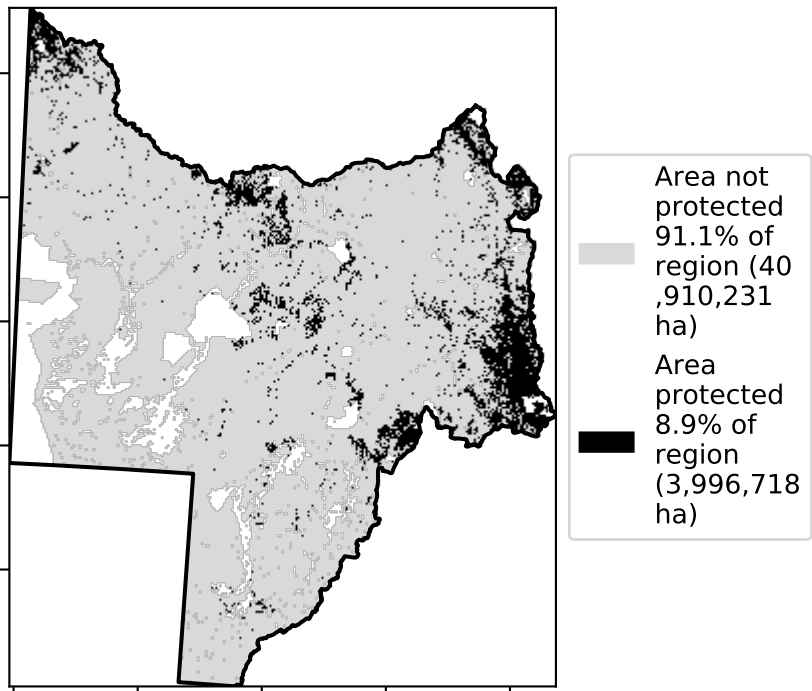 Area not
protected
91.1% of
region (40
,910,231
ha)
Area
protected
8.9% of
region
(3,996,718
ha)